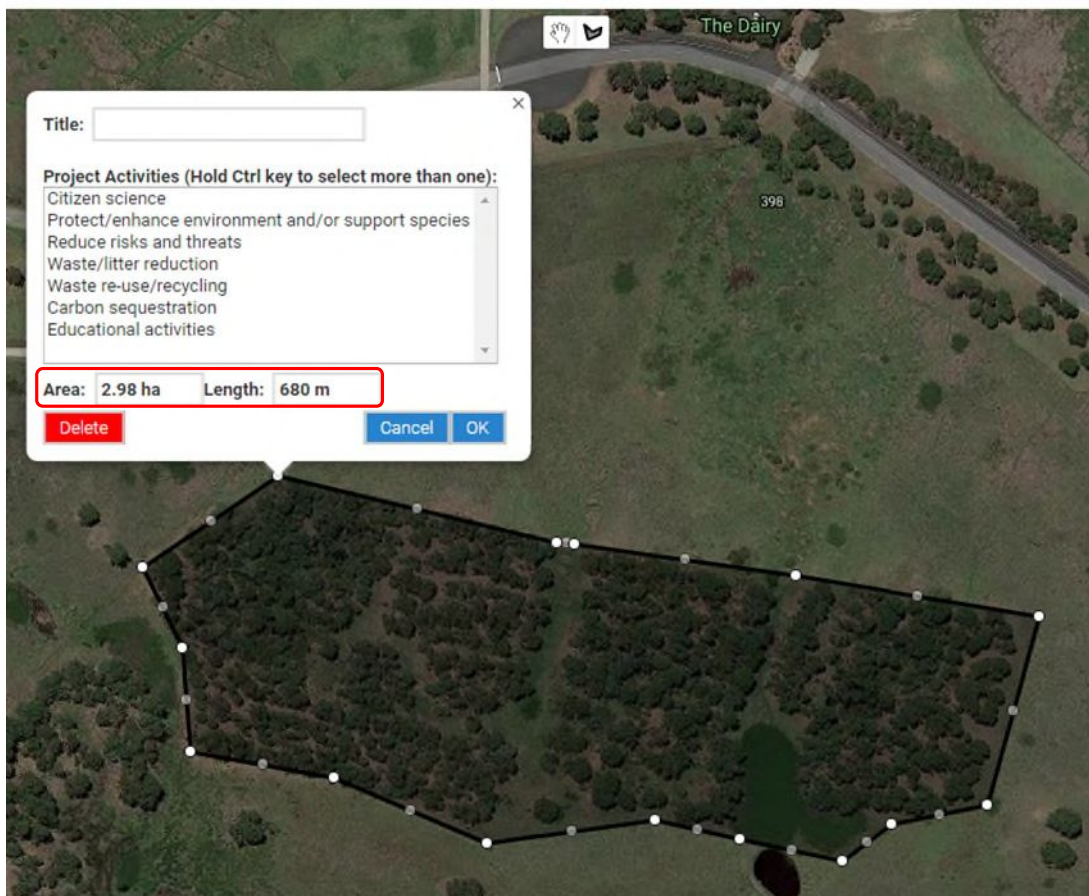 The Dairy
Title:
Project Activities (Hold Ctrl key to select more than one):
Citizen science
Protect/enhance environment and/or support species
Reduce risks and threats
Waste/litter reduction
Waste re-use/recycling
Carbon sequestration
Educational activities
Area: 2.98 ha Length: 680 m
Delete Cancel OK
398